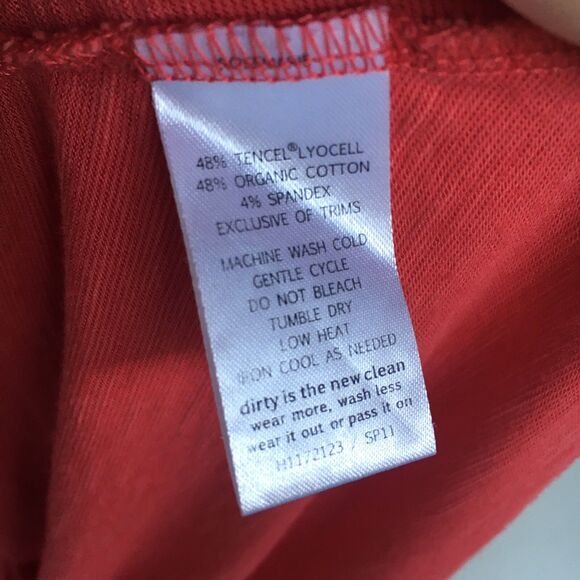 48% TENCEL®LYOCELL
48% ORGANIC COTTON
4% SPANDEX
EXCLUSIVE OF TRIMS
MACHINE WASH COLD
GENTLE CYCLE
DO NOT BLEACH
TUMBLE DRY
LOW HEAT
IRON COOL AS NEEDED
dirty is the new clean
wear more, wash less
wear it out or pass it on
H1172123 / SP11